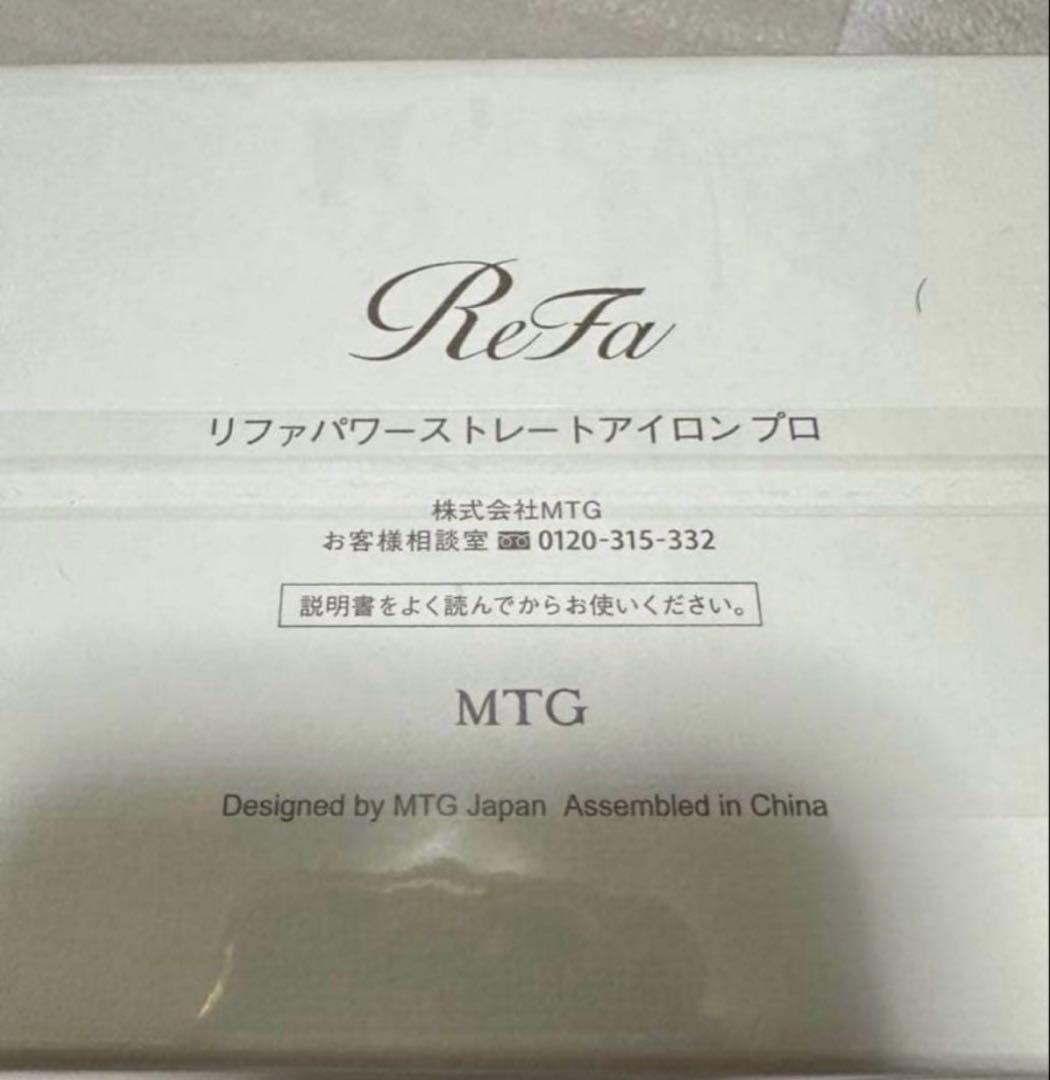 ReFa
リファパワーストレートアイロン プロ
株式会社MTG
お客様相談室 0120-315-332
説明書をよく読んでからお使いください。
MTG
Designed by MTG Japan Assembled in China